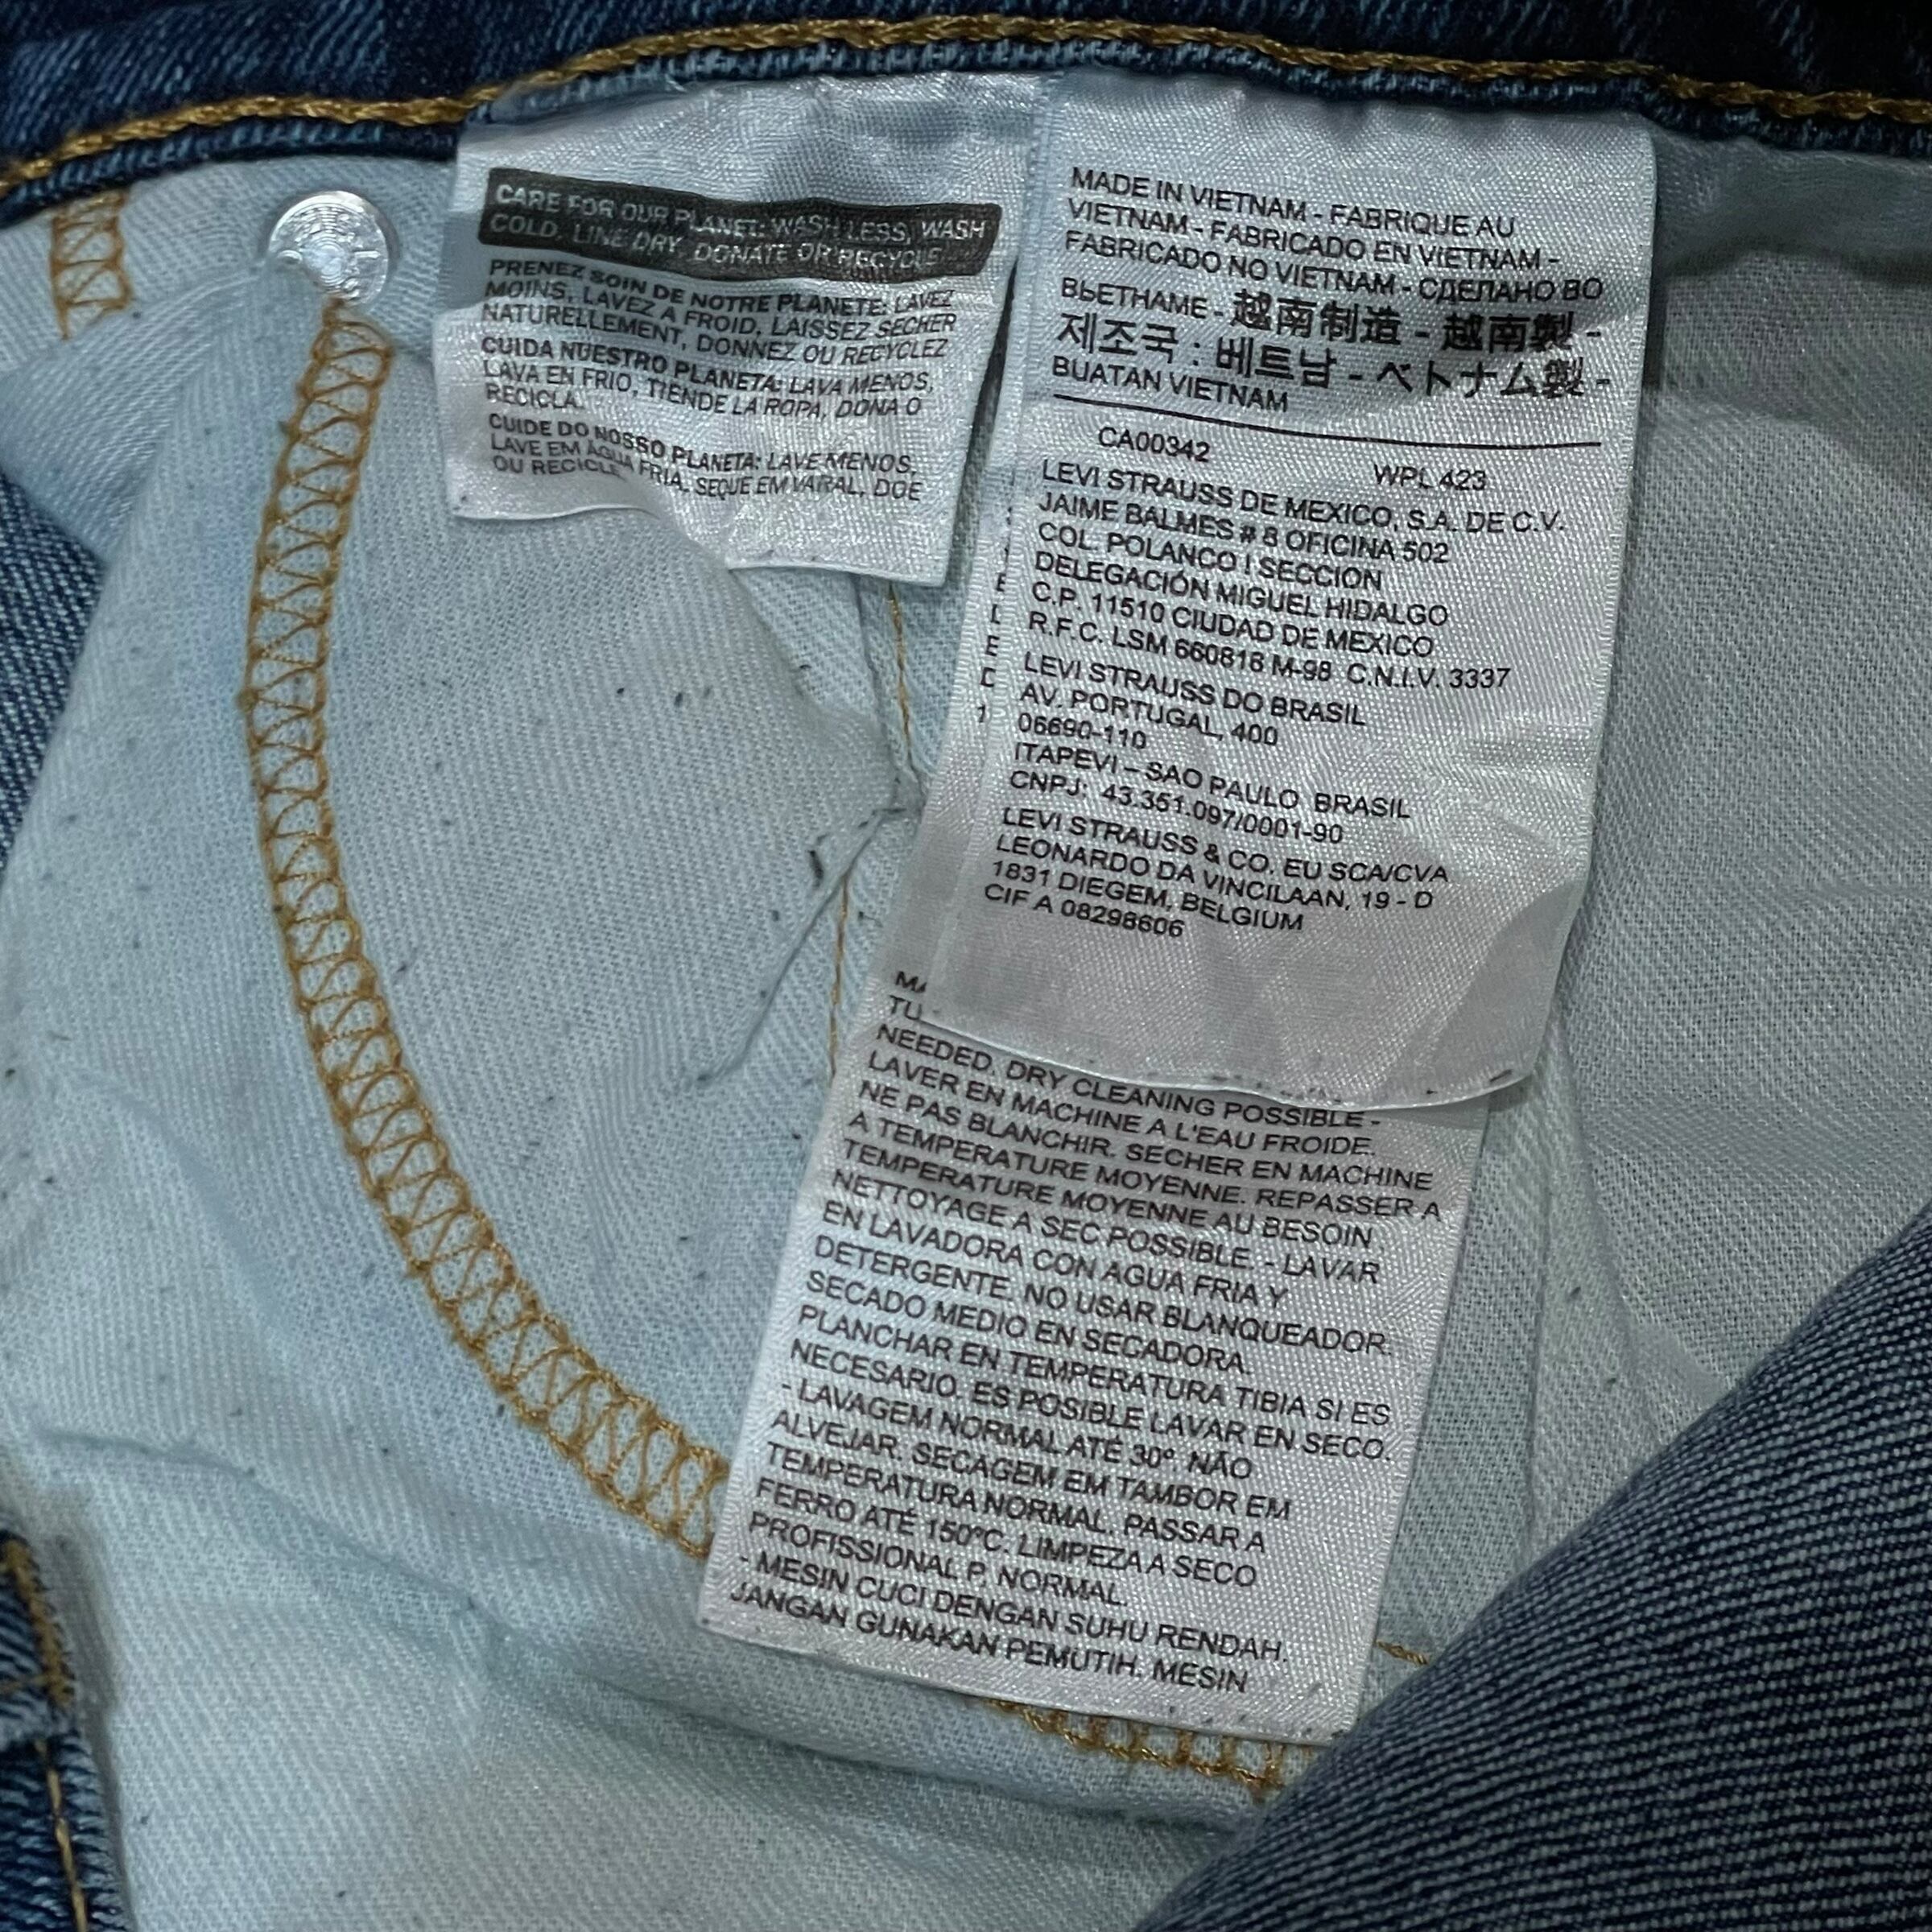 CARE FOR OUR PLANET: WASH LESS, WASH
COLD, LINE DRY, DONATE OR RECYCLE
PRENEZ SOIN DE NOTRE PLANETE: LAVEZ
MOINS, LAVEZ A FROID, LAISSEZ SECHER
NATURELLEMENT, DONNEZ OU RECYCLEZ
CUIDA NUESTRO PLANETA: LAVA MENOS,
LAVA EN FRIO, TIENDE LA ROPA, DONA O
RECICLA.
CUIDE DO NOSSO PLANETA: LAVE MENOS,
LAVE EM ÁGUA FRIA, SEQUE EM VARAL, DOE
OU RECICLE
MADE IN VIETNAM - FABRIQUE AU
VIETNAM - FABRICADO EN VIETNAM -
FABRICADO NO VIETNAM - СДЕЛАНО ВО
ВЬЕТНАМЕ - 越南制造 - 越南製 -
제조국 : 베트남 - ベトナム製 -
BUATAN VIETNAM
CA00342
WPL 423
LEVI STRAUSS DE MEXICO, S.A. DE C.V.
JAIME BALMES # 8 OFICINA 502
COL. POLANCO I SECCION
DELEGACIÓN MIGUEL HIDALGO
C.P. 11510 CIUDAD DE MEXICO
R.F.C. LSM 660818 M-98 C.N.I.V. 3337
LEVI STRAUSS DO BRASIL
AV. PORTUGAL, 400
06690-110
ITAPEVI – SAO PAULO BRASIL
CNPJ: 43.351.097/0001-90
LEVI STRAUSS & CO. EU SCA/CVA
LEONARDO DA VINCILAAN, 19 - D
1831 DIEGEM, BELGIUM
CIF A 08298606
TU
NEEDED. DRY CLEANING POSSIBLE -
LAVER EN MACHINE A L'EAU FROIDE.
NE PAS BLANCHIR. SECHER EN MACHINE
A TEMPERATURE MOYENNE. REPASSER A
TEMPERATURE MOYENNE AU BESOIN.
NETTOYAGE A SEC POSSIBLE. - LAVAR
EN LAVADORA CON AGUA FRIA Y
DETERGENTE. NO USAR BLANQUEADOR.
SECADO MEDIO EN SECADORA.
PLANCHAR EN TEMPERATURA TIBIA SI ES
NECESARIO. ES POSIBLE LAVAR EN SECO.
- LAVAGEM NORMAL ATÉ 30º. NÃO
ALVEJAR. SECAGEM EM TAMBOR EM
TEMPERATURA NORMAL. PASSAR A
FERRO ATÉ 150ºC. LIMPEZA A SECO
PROFISSIONAL P, NORMAL.
- MESIN CUCI DENGAN SUHU RENDAH.
JANGAN GUNAKAN PEMUTIH. MESIN